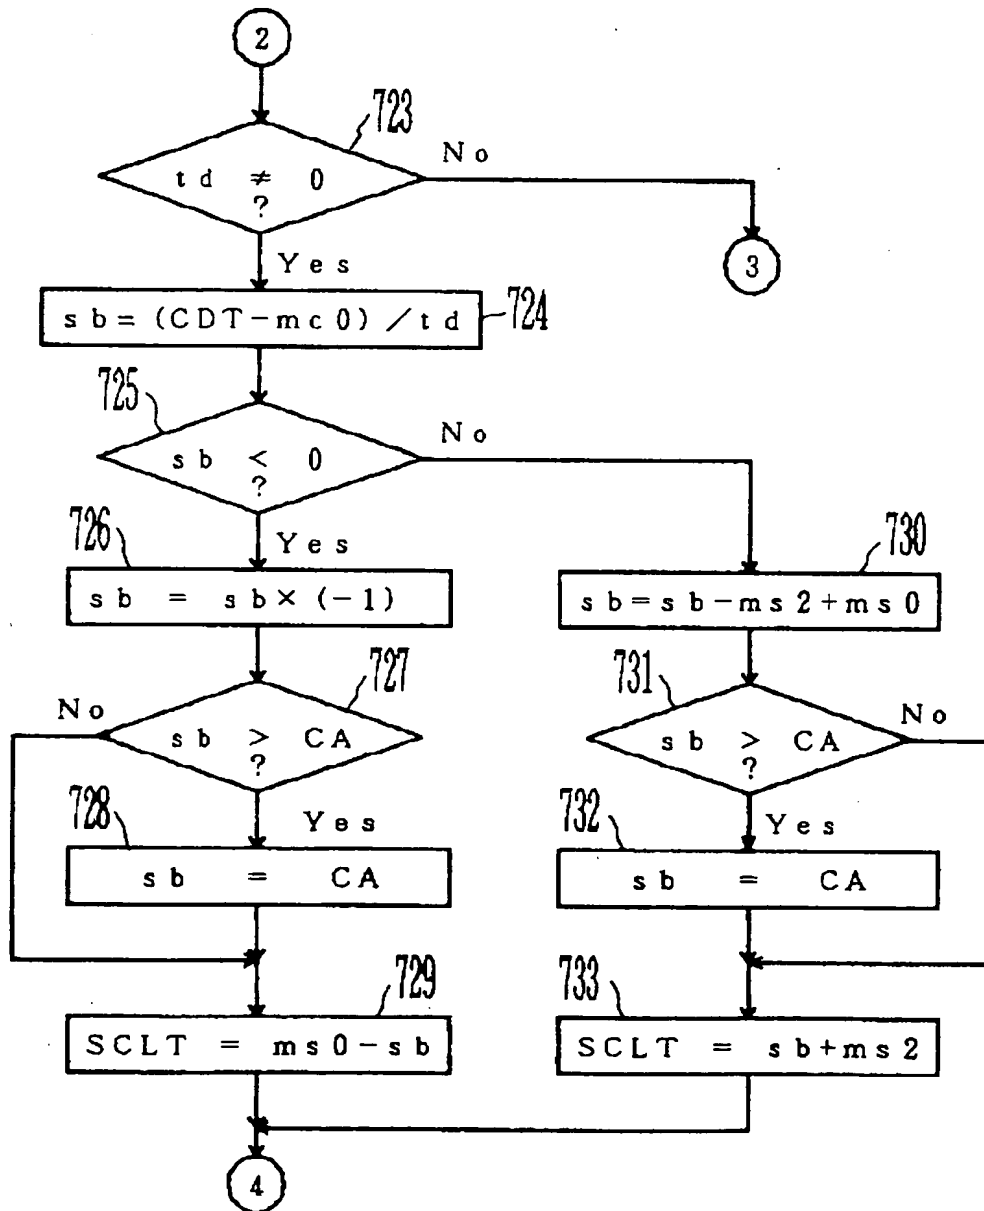 2
723
td ≠ 0
?
No
3
Yes
sb=(CDT-mc0)/td
724
725
sb < 0
?
No
Yes
726
sb = sb×(-1)
730
sb=sb-ms2+ms0
727
No
sb > CA
?
Yes
731
sb > CA
?
No
Yes
728
sb = CA
732
sb = CA
729
SCLT = ms0-sb
733
SCLT = sb+ms2
4